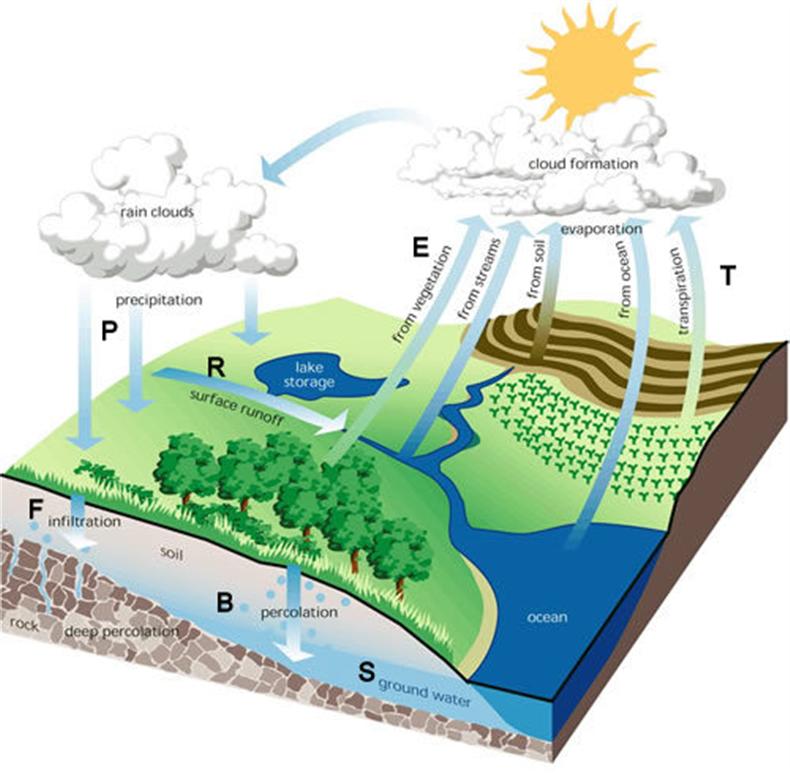 cloud formation
rain clouds
evaporation
E
from vegetation
from streams
from soil
from ocean
transpiration
T
precipitation
P
R
lake
storage
surface runoff
F
infiltration
soil
B
percolation
ocean
rock
deep percolation
S
ground water